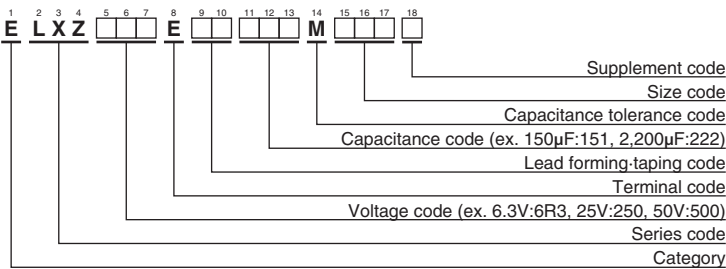 1 2 3 4 5 6 7 8 9 10 11 12 13 14 15 16 17 18
E L X Z E M
Supplement code
Size code
Capacitance tolerance code
Capacitance code (ex. 150µF:151, 2,200µF:222)
Lead forming·taping code
Terminal code
Voltage code (ex. 6.3V:6R3, 25V:250, 50V:500)
Series code
Category